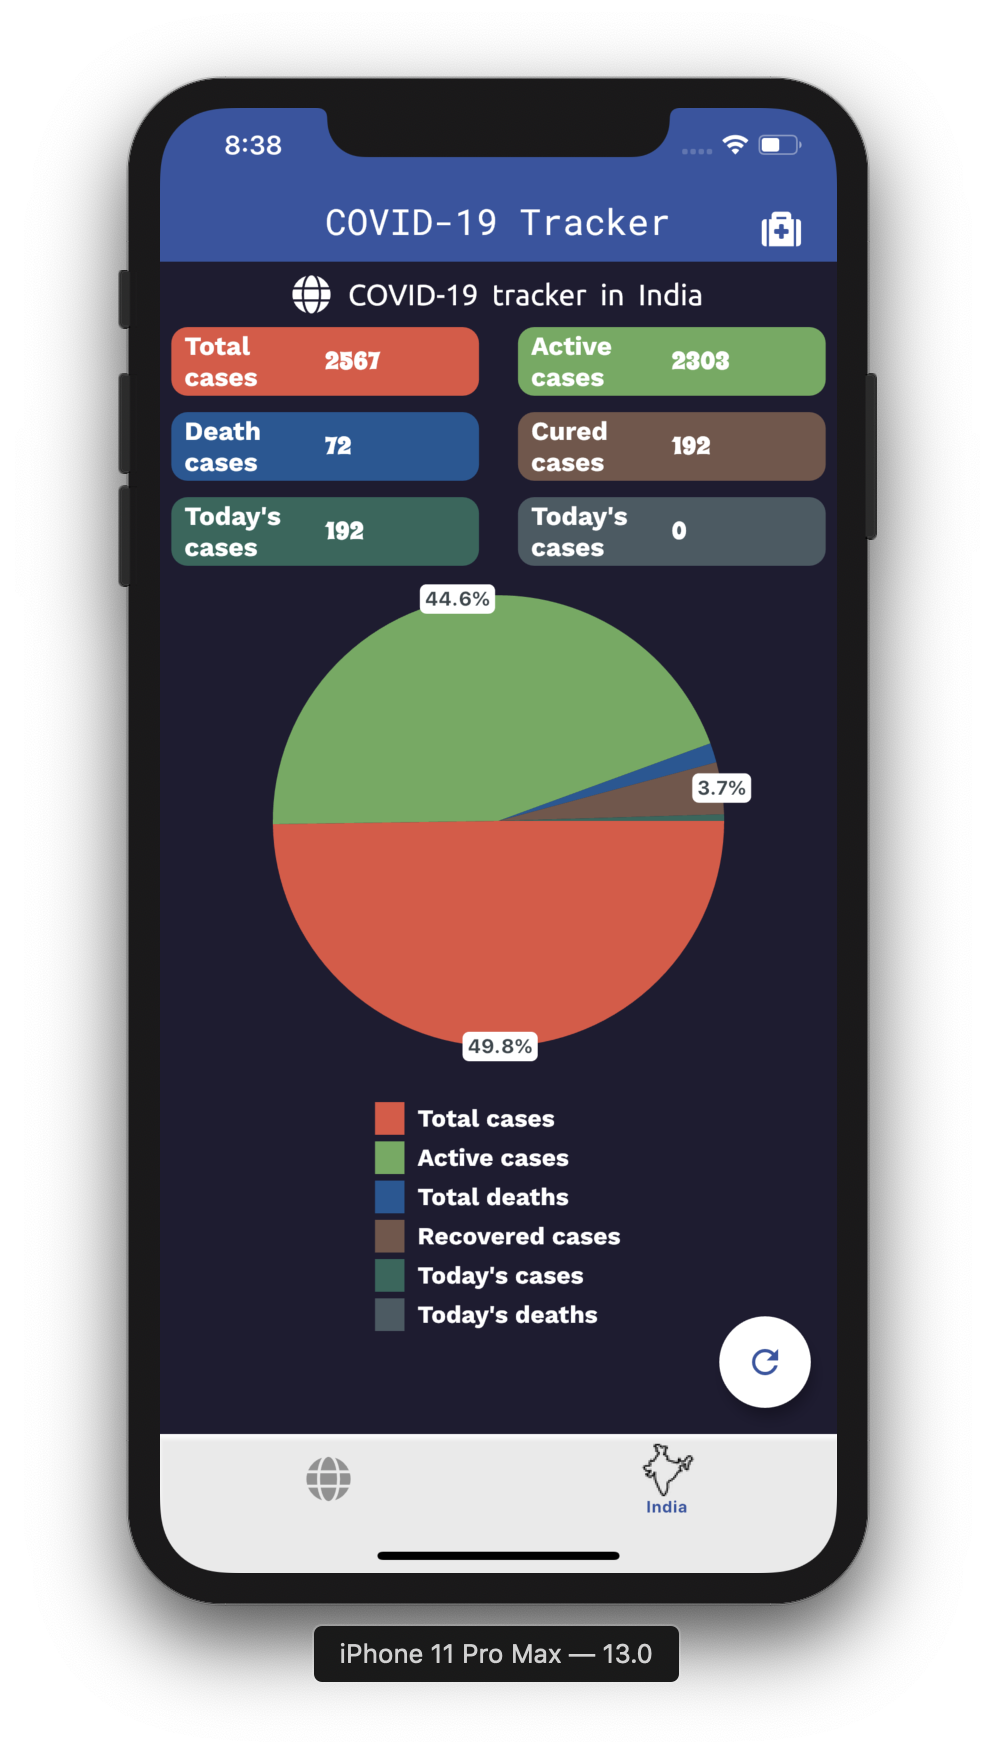 8:38
COVID-19 Tracker
COVID-19 tracker in India
Total cases 2567
Active cases 2303
Death cases 72
Cured cases 192
Today's cases 192
Today's cases 0
44.6%
3.7%
49.8%
Total cases
Active cases
Total deaths
Recovered cases
Today's cases
Today's deaths
India
iPhone 11 Pro Max — 13.0